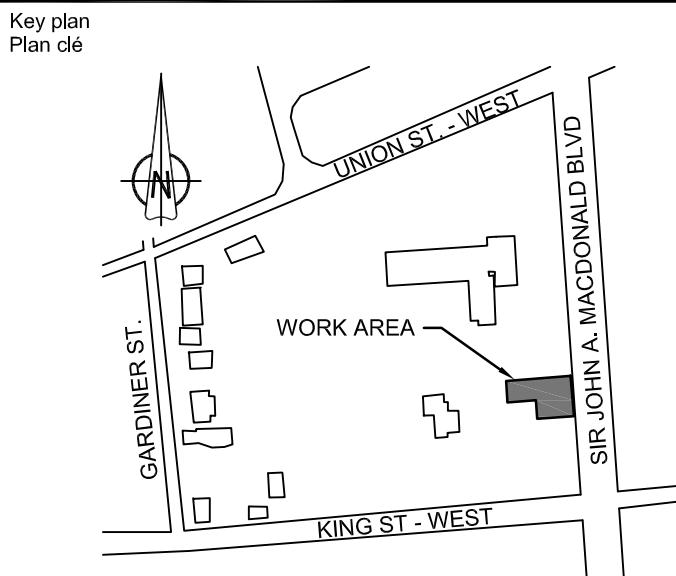 Key plan
Plan clé
N
UNION ST. - WEST
SIR JOHN A. MACDONALD BLVD
WORK AREA
GARDINER ST.
KING ST - WEST